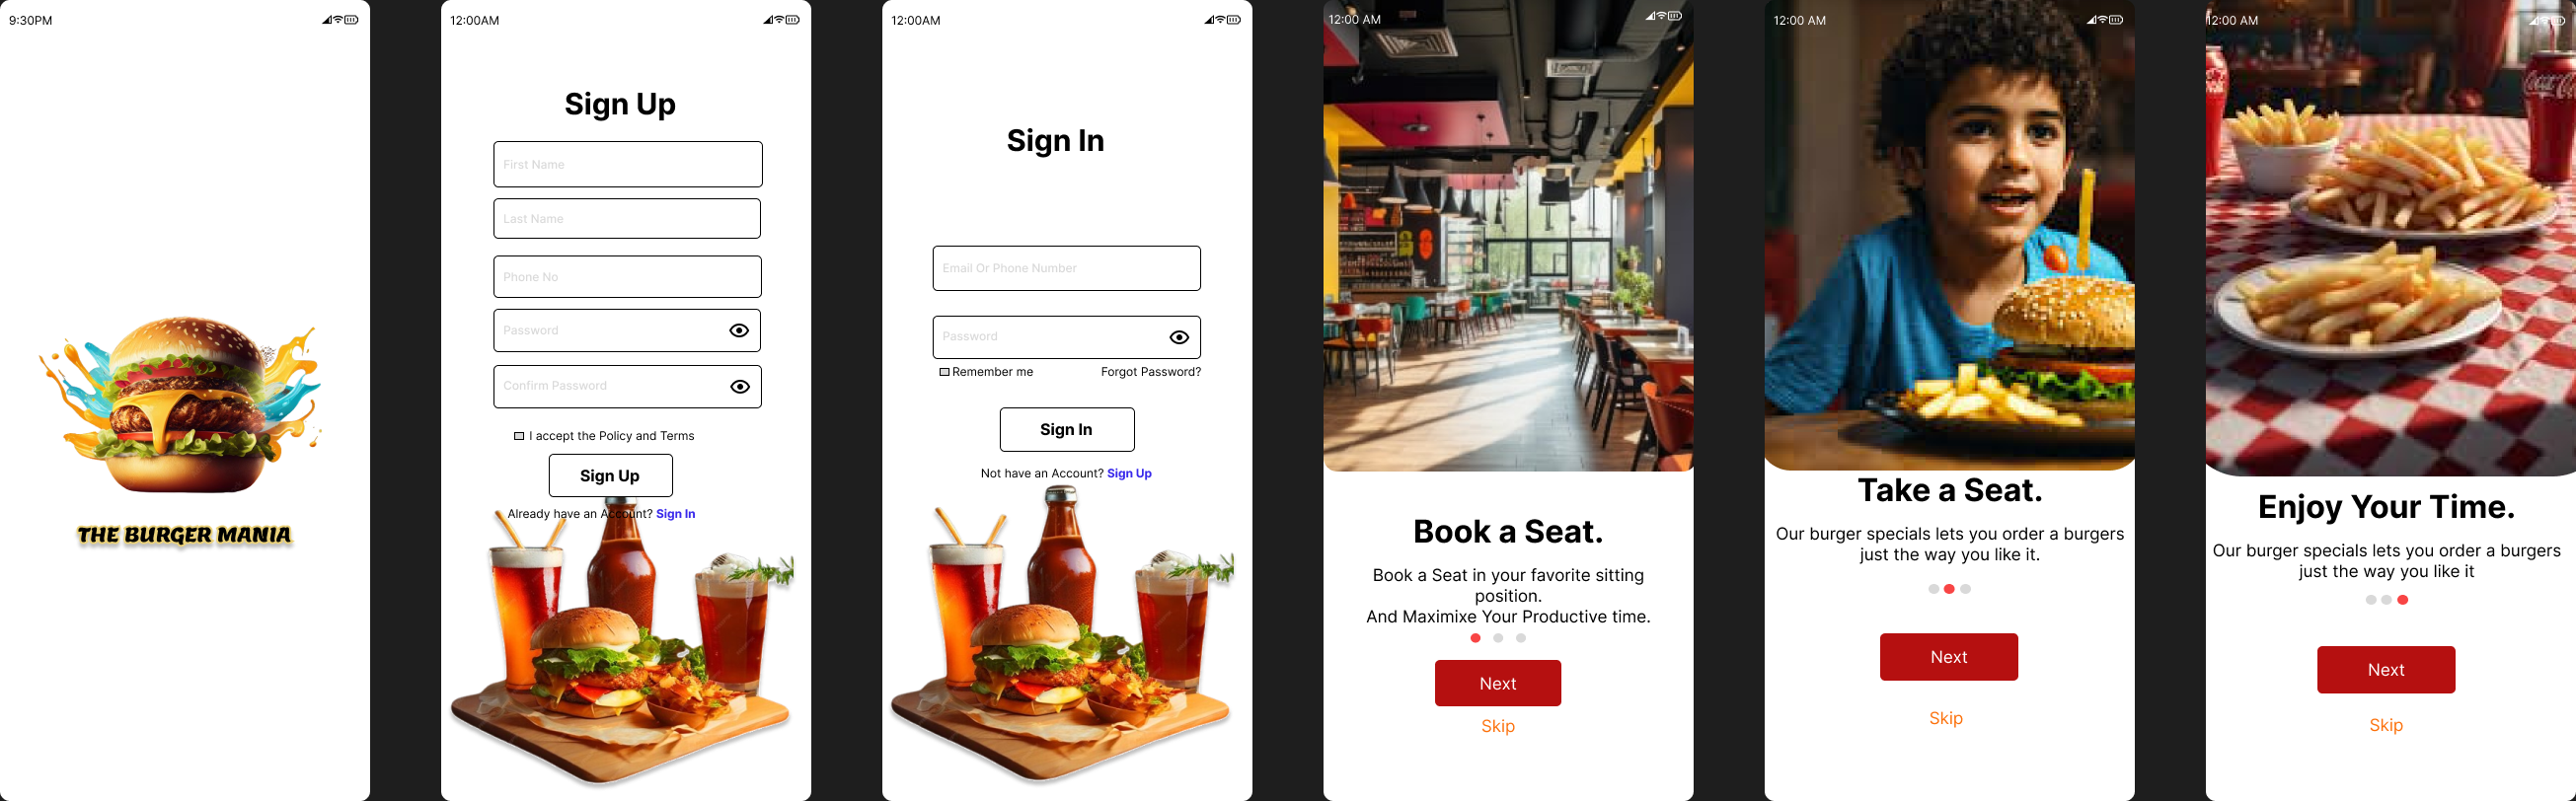 9:30PM
THE BURGER MANIA
12:00AM
Sign Up
First Name
Last Name
Phone No
Password
Confirm Password
I accept the Policy and Terms
Sign Up
Already have an Account? Sign In
12:00AM
Sign In
Email Or Phone Number
Password
Remember me
Forgot Password?
Sign In
Not have an Account? Sign Up
12:00 AM
Book a Seat.
Book a Seat in your favorite sitting
position.
And Maximixe Your Productive time.
Next
Skip
12:00 AM
Take a Seat.
Our burger specials lets you order a burgers
just the way you like it.
Next
Skip
12:00 AM
Coca-Cola
Enjoy Your Time.
Our burger specials lets you order a burgers
just the way you like it
Next
Skip